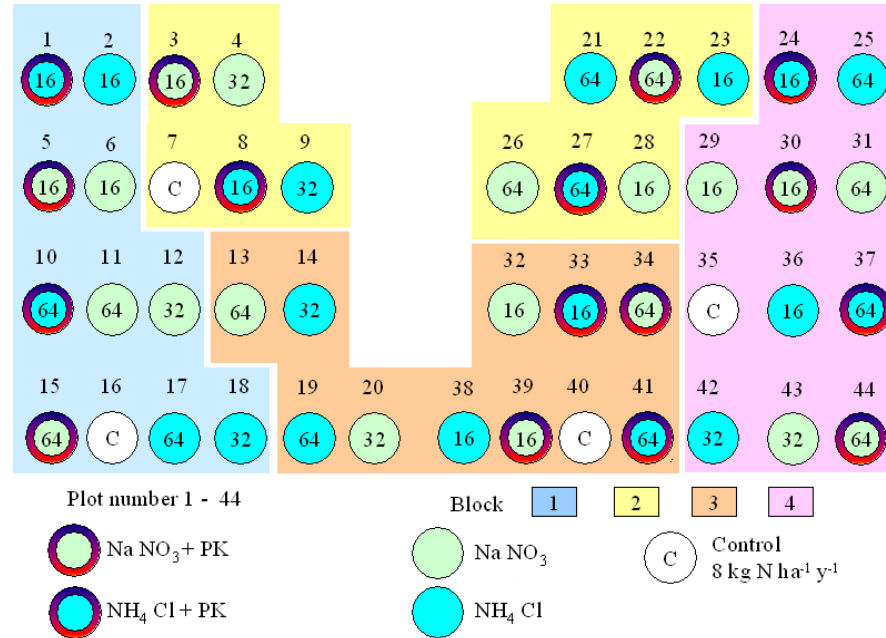 1 2 3 4 21 22 23 24 25
16 16 16 32 64 64 16 16 64
5 6 7 8 9 26 27 28 29 30 31
16 16 C 16 32 64 64 16 16 16 64
10 11 12 13 14 32 33 34 35 36 37
64 64 32 64 32 16 16 64 C 16 64
15 16 17 18 19 20 38 39 40 41 42 43 44
64 C 64 32 64 32 16 16 C 64 32 32 64
Plot number 1 - 44 Block 1 2 3 4
Na NO₃ + PK Na NO₃ C Control
8 kg N ha⁻¹ y⁻¹
NH₄ Cl + PK NH₄ Cl